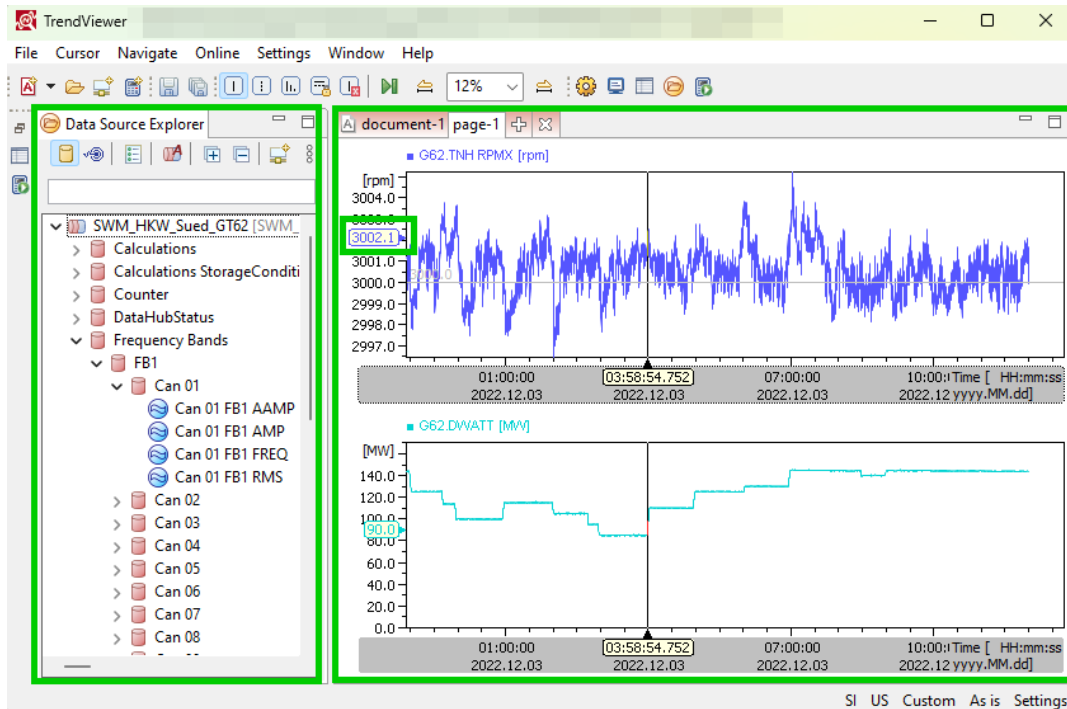 TrendViewer
File Cursor Navigate Online Settings Window Help
12%
Data Source Explorer
SWM_HKW_Sued_GT62 [SWM_
Calculations
Calculations StorageConditi
Counter
DataHubStatus
Frequency Bands
FB1
Can 01
Can 01 FB1 AAMP
Can 01 FB1 AMP
Can 01 FB1 FREQ
Can 01 FB1 RMS
Can 02
Can 03
Can 04
Can 05
Can 06
Can 07
Can 08
document-1 page-1
G62.TNH RPMX [rpm]
[rpm]
3004.0
3002.1
3001.0
3000.0 3000.0
2999.0
2998.0
2997.0
01:00:00 03:58:54.752 07:00:00 10:00: Time [ HH:mm:ss
2022.12.03 2022.12.03 2022.12.03 2022.12 yyyy.MM.dd]
G62.DWATT [MW]
[MW]
140.0
120.0
100.0
90.0
80.0
60.0
40.0
20.0
0.0
01:00:00 03:58:54.752 07:00:00 10:00: Time [ HH:mm:ss
2022.12.03 2022.12.03 2022.12.03 2022.12 yyyy.MM.dd]
SI US Custom As is Settings